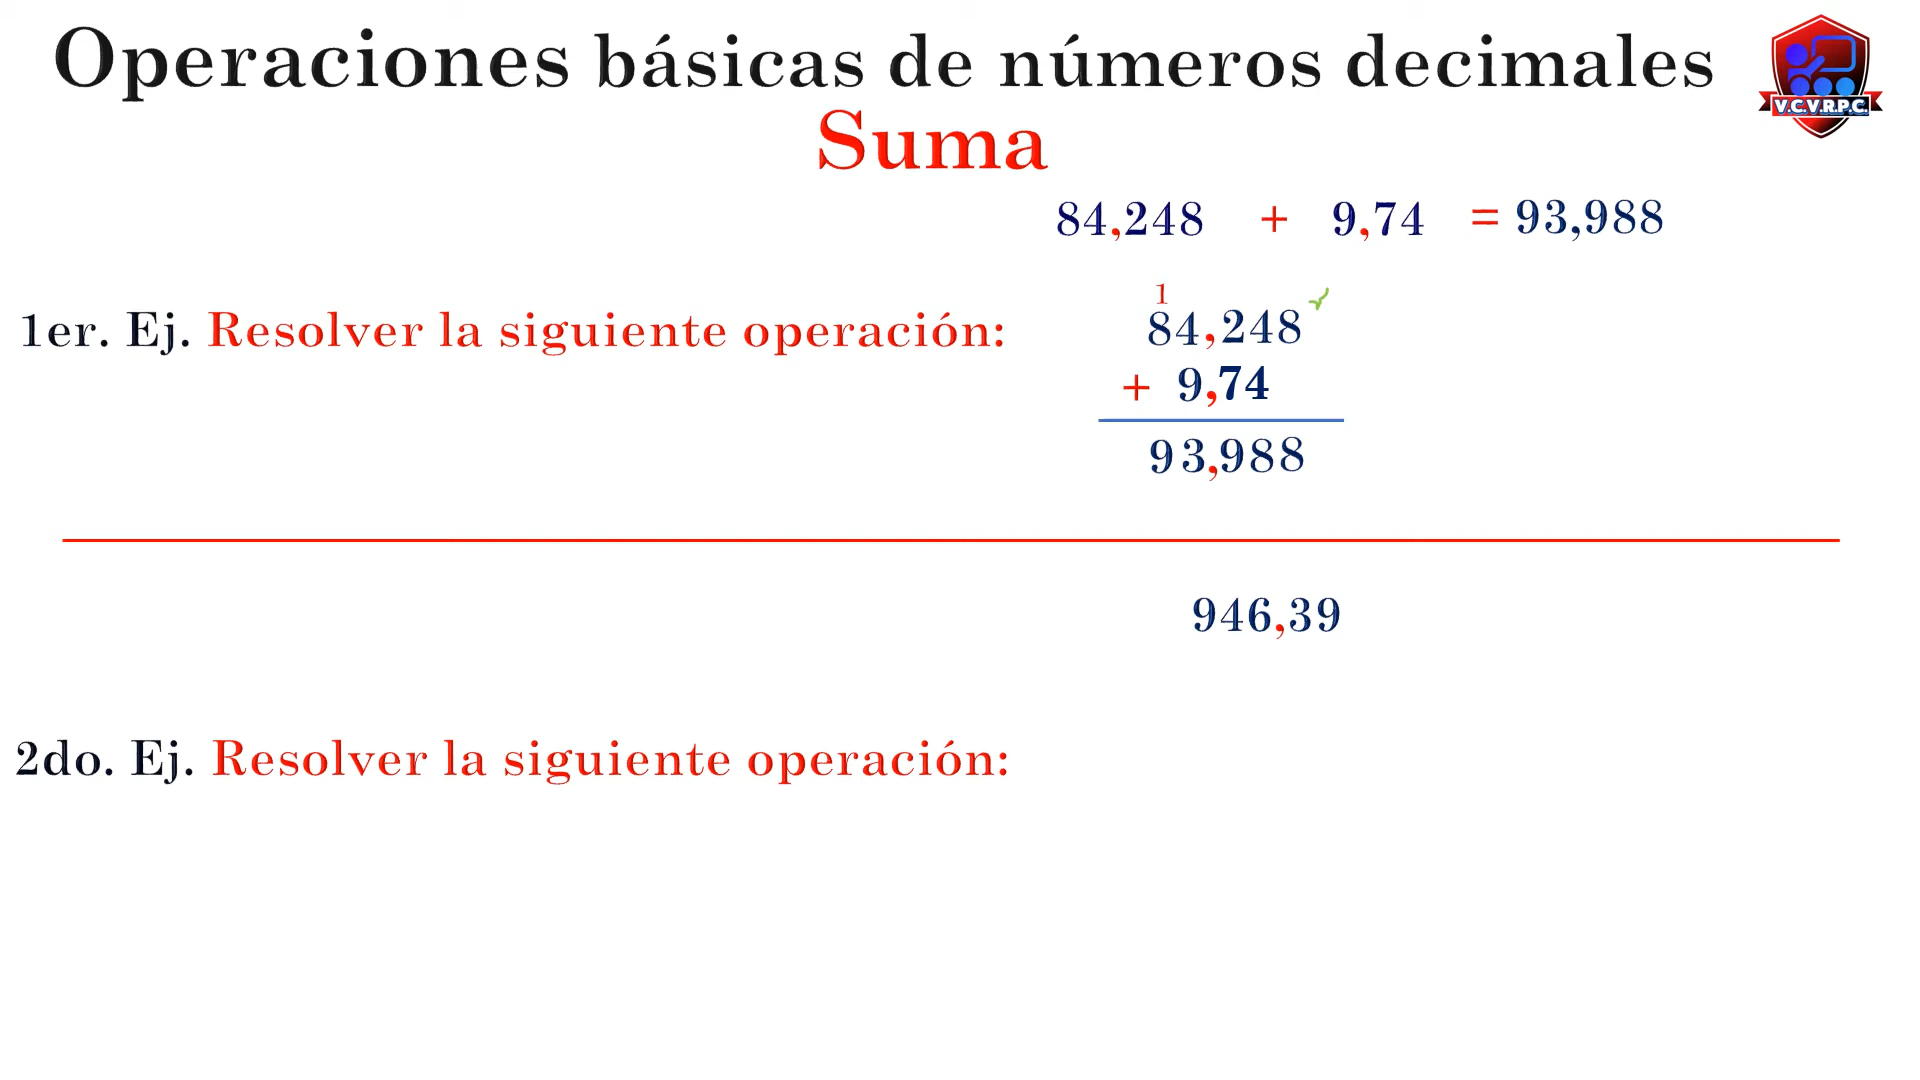 Operaciones básicas de números decimales
V.C.V.R.P.C.
Suma
84,248 + 9,74 = 93,988
1
1er. Ej. Resolver la siguiente operación: 84,248
+ 9,74
93,988
946,39
2do. Ej. Resolver la siguiente operación: